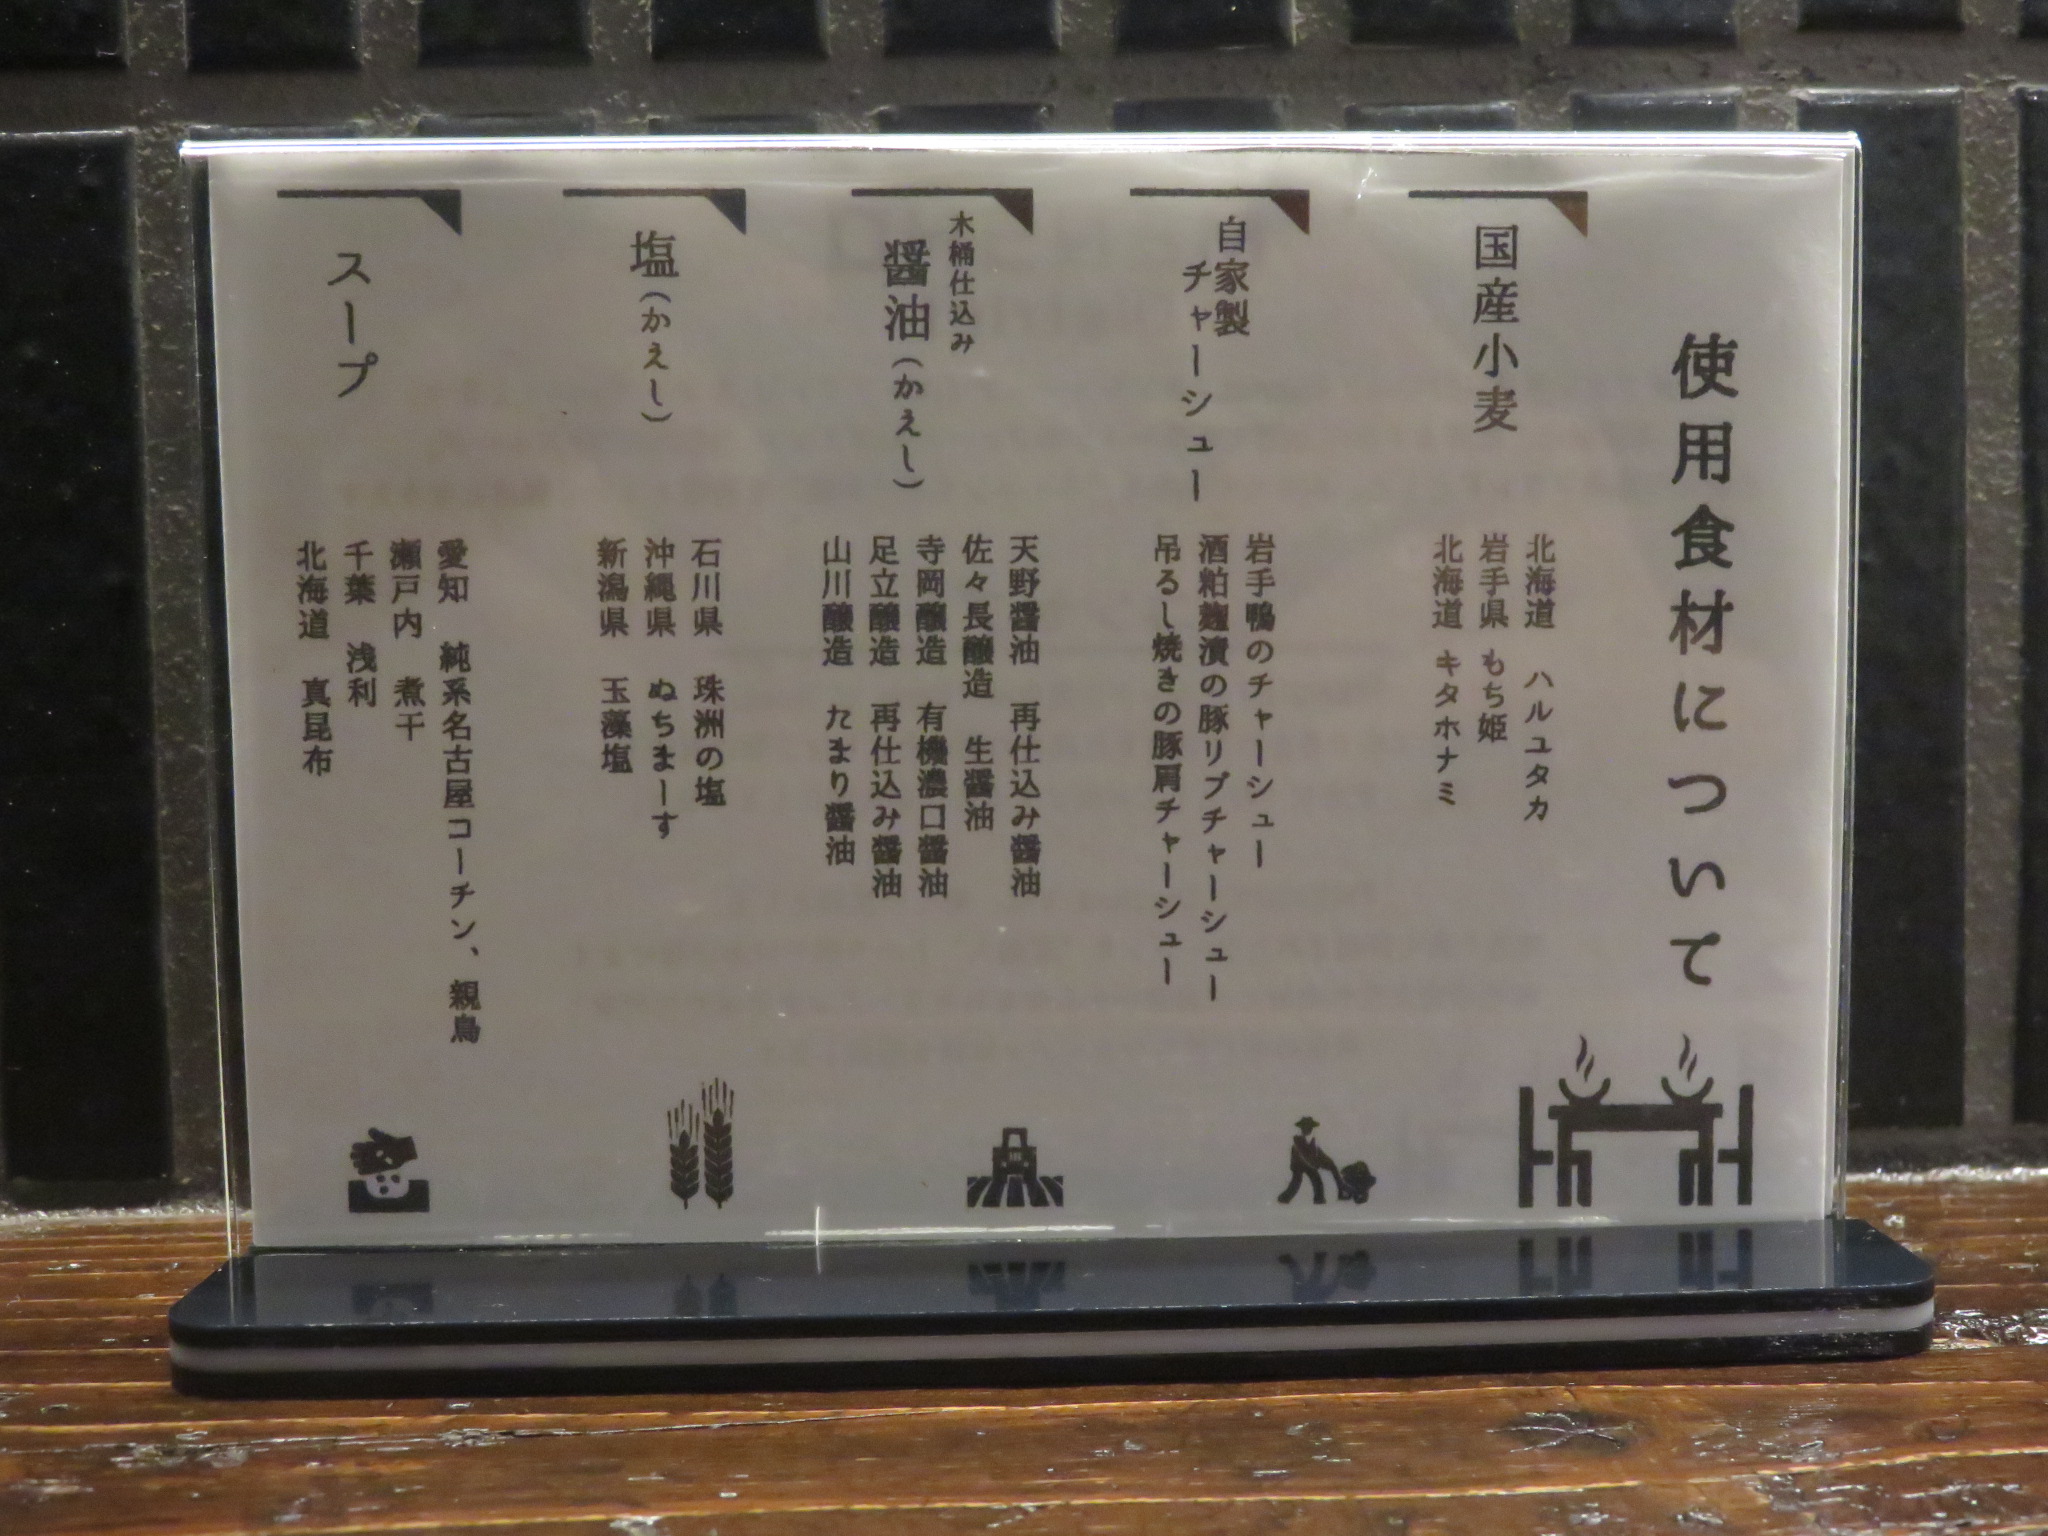 使用食材について
国産小麦
北海道　ハルユタカ
岩手県　もち姫
北海道　キタホナミ
自家製
チャーシュー
岩手鴨のチャーシュー
酒粕麹漬の豚リブチャーシュー
吊るし焼きの豚肩チャーシュー
木桶仕込み
醤油（かえし）
天野醤油　再仕込み醤油
佐々長醸造　生醤油
寺岡醸造　有機濃口醤油
足立醸造　再仕込み醤油
山川醸造　たまり醤油
塩（かえし）
石川県　珠洲の塩
沖縄県　ぬちまーす
新潟県　玉藻塩
スープ
愛知　純系名古屋コーチン、親鳥
瀬戸内　煮干
千葉　浅利
北海道　真昆布